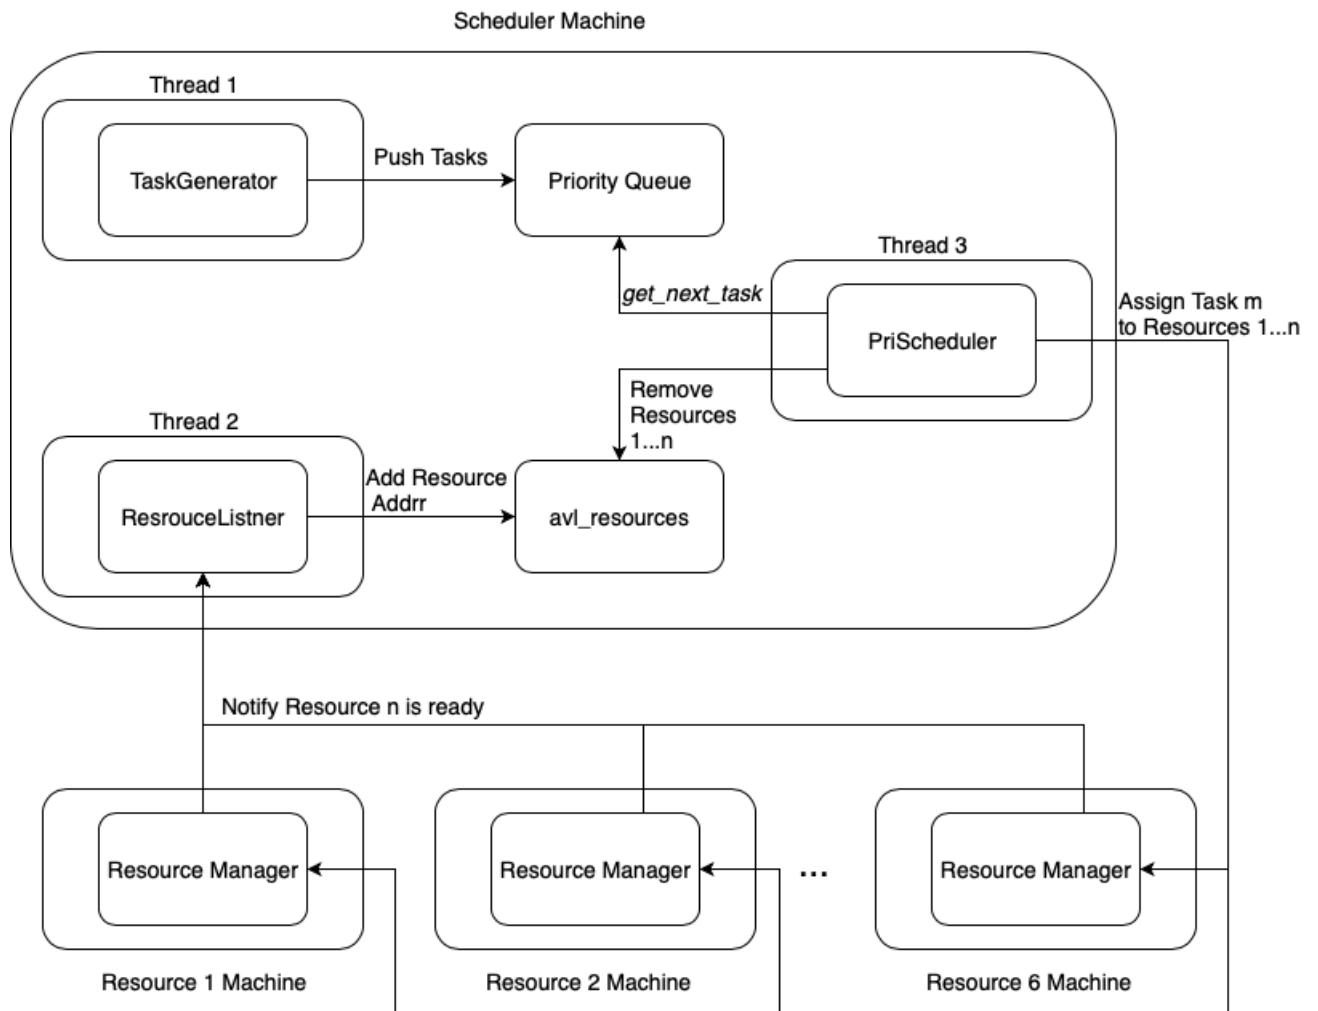 Scheduler Machine
Thread 1
TaskGenerator
Push Tasks
Priority Queue
Thread 3
get_next_task
PriScheduler
Assign Task m
to Resources 1...n
Remove
Resources
1...n
Thread 2
ResrouceListner
Add Resource
Addrr
avl_resources
Notify Resource n is ready
Resource Manager
Resource Manager
...
Resource Manager
Resource 1 Machine
Resource 2 Machine
Resource 6 Machine